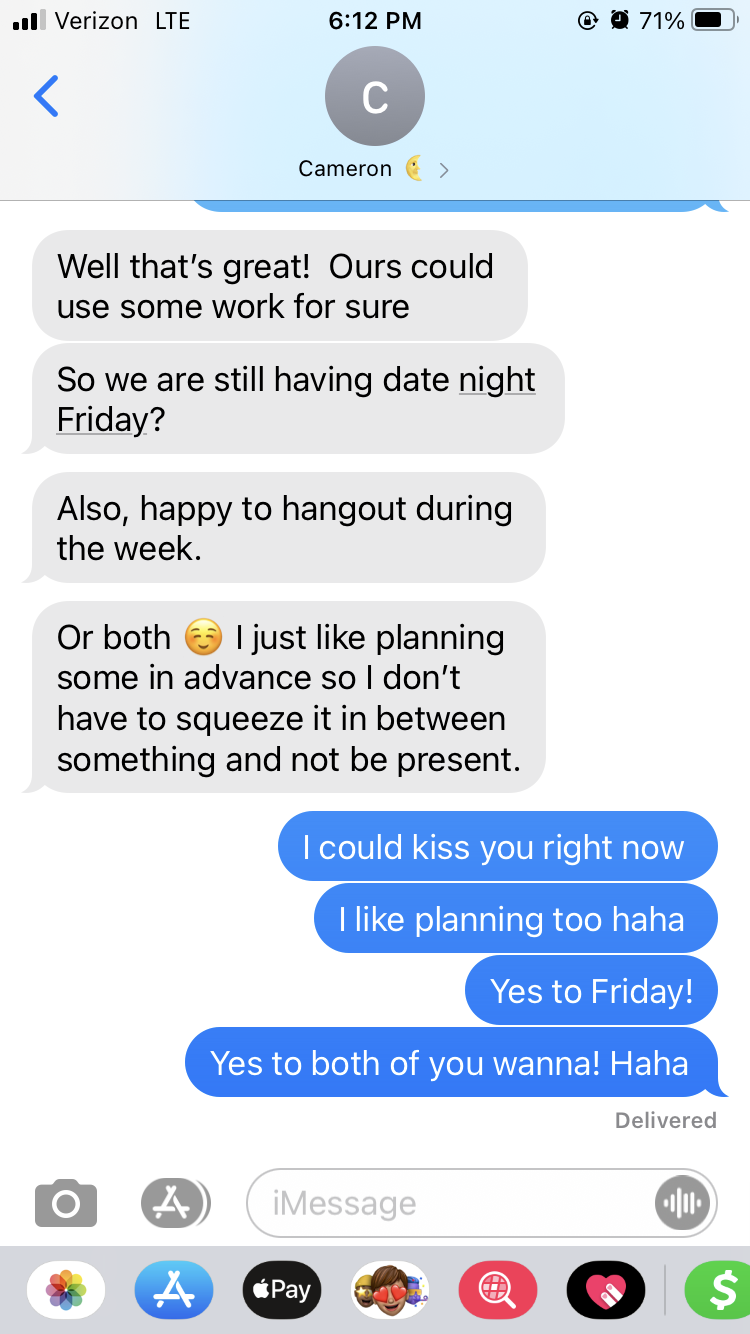 Verizon LTE 6:12 PM 71%
C
Cameron
Well that’s great!  Ours could
use some work for sure
So we are still having date night
Friday?
Also, happy to hangout during
the week.
Or both ☺️ I just like planning
some in advance so I don’t
have to squeeze it in between
something and not be present.
I could kiss you right now
I like planning too haha
Yes to Friday!
Yes to both of you wanna! Haha
Delivered
iMessage
Pay
$